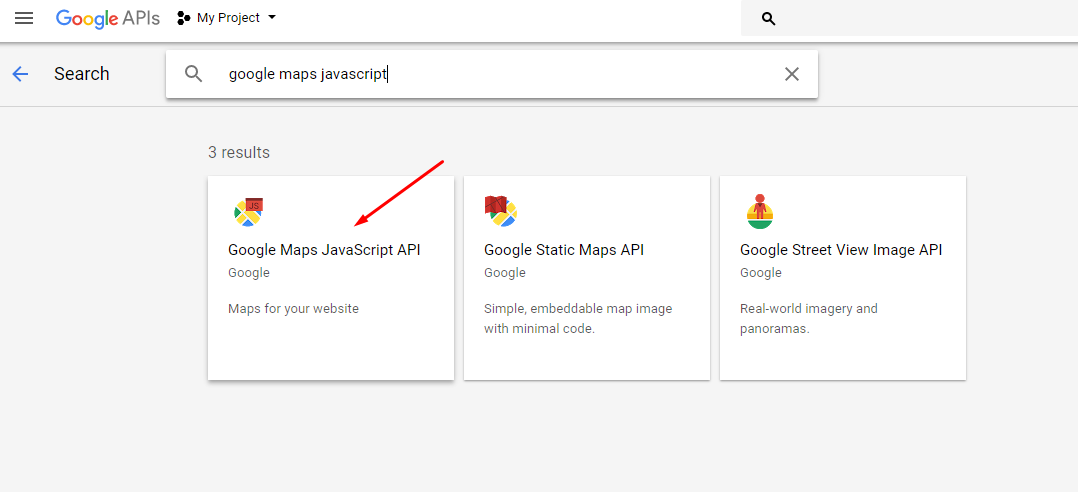 Google APIs My Project
Search google maps javascript
3 results
JS
Google Maps JavaScript API
Google
Maps for your website
Google Static Maps API
Google
Simple, embeddable map image
with minimal code.
Google Street View Image API
Google
Real-world imagery and
panoramas.